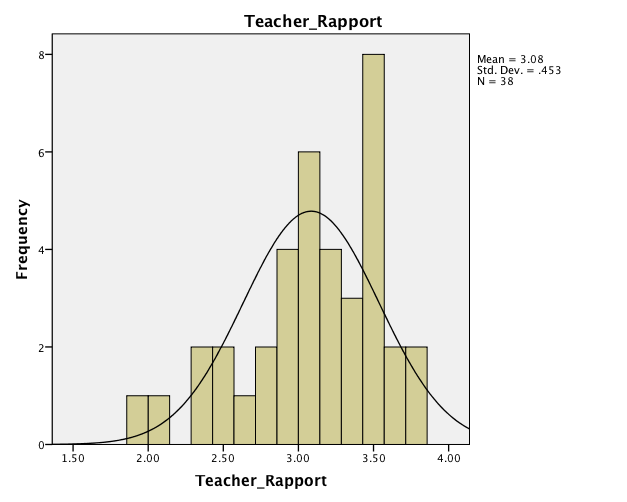 Teacher_Rapport
Mean = 3.08
Std. Dev. = .453
N = 38
Frequency
8
6
4
2
0
1.50 2.00 2.50 3.00 3.50 4.00
Teacher_Rapport